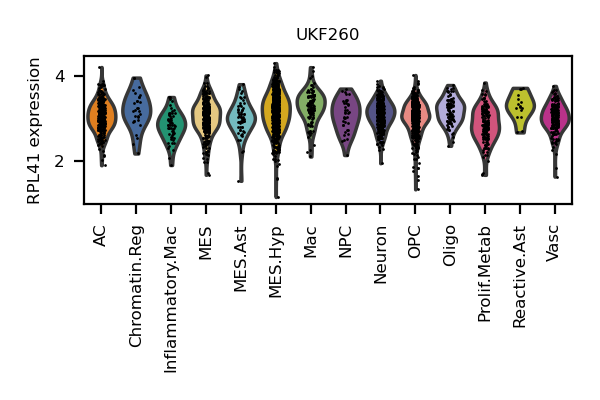 UKF260
RPL41 expression
4
2
AC
Chromatin.Reg
Inflammatory.Mac
MES
MES.Ast
MES.Hyp
Mac
NPC
Neuron
OPC
Oligo
Prolif.Metab
Reactive.Ast
Vasc